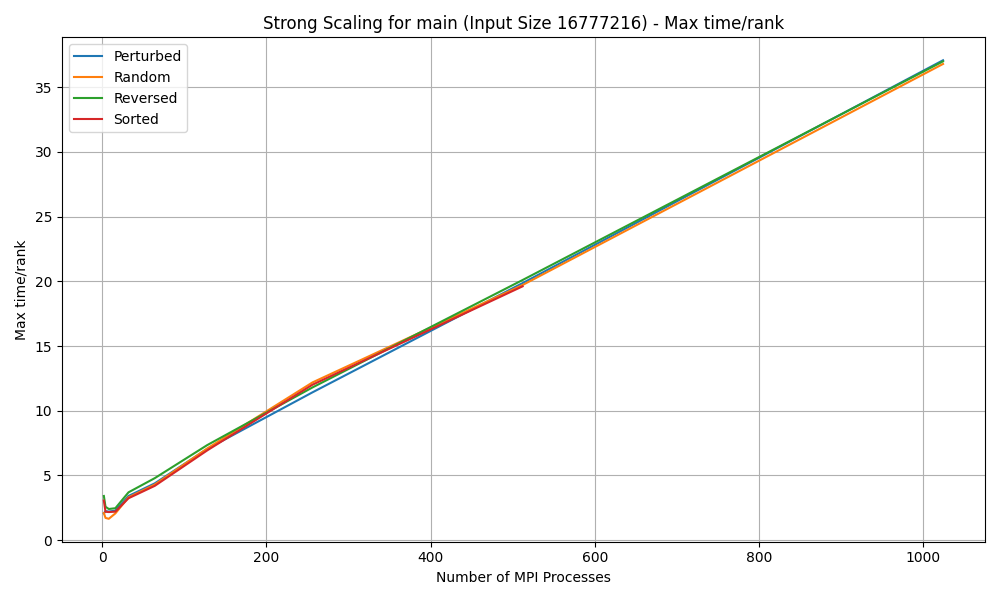 Strong Scaling for main (Input Size 16777216) - Max time/rank
Perturbed
Random
Reversed
Sorted
Max time/rank
35
30
25
20
15
10
5
0
0 200 400 600 800 1000
Number of MPI Processes